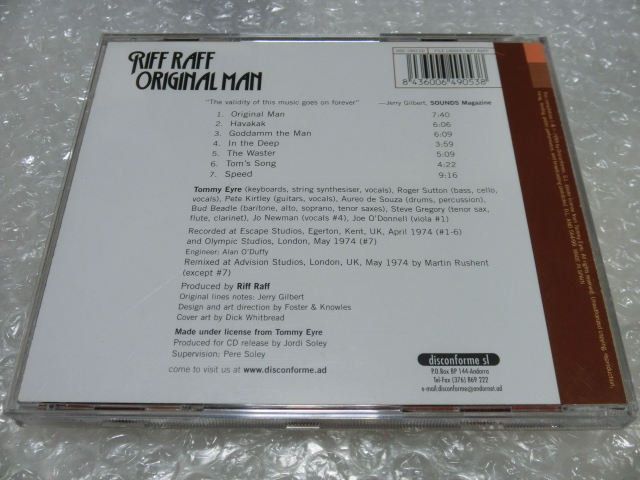 RIFF RAFF
ORIGINAL MAN
8 436006 490538
"The validity of this music goes on forever" —Jerry Gilbert, SOUNDS Magazine
1. Original Man 7:40
2. Havakak 6:06
3. Goddamm the Man 6:09
4. In the Deep 3:59
5. The Waster 5:09
6. Tom's Song 4:22
7. Speed 9:16
Tommy Eyre (keyboards, string synthesiser, vocals), Roger Sutton (bass, cello,
vocals), Pete Kirtley (guitars, vocals), Aureo de Souza (drums, percussion),
Bud Beadle (baritone, alto, soprano, tenor saxes), Steve Gregory (tenor sax,
flute, clarinet), Jo Newman (vocals #4), Joe O'Donnell (viola #1)
Recorded at Escape Studios, Egerton, Kent, UK, April 1974 (#1-6)
and Olympic Studios, London, May 1974 (#7)
Engineer: Alan O'Duffy
Remixed at Advision Studios, London, UK, May 1974 by Martin Rushent
(except #7)
Produced by Riff Raff
Original lines notes: Jerry Gilbert
Design and art direction by Foster & Knowles
Cover art by Dick Whitbread
Made under license from Tommy Eyre
Produced for CD release by Jordi Soley
Supervision: Pere Soley
come to visit us at www.disconforme.ad
disconforme sl
P.O.Box BP 144 Andorra
Tel-Fax (376) 869 222
e-mail:disconforme@andornet.ad